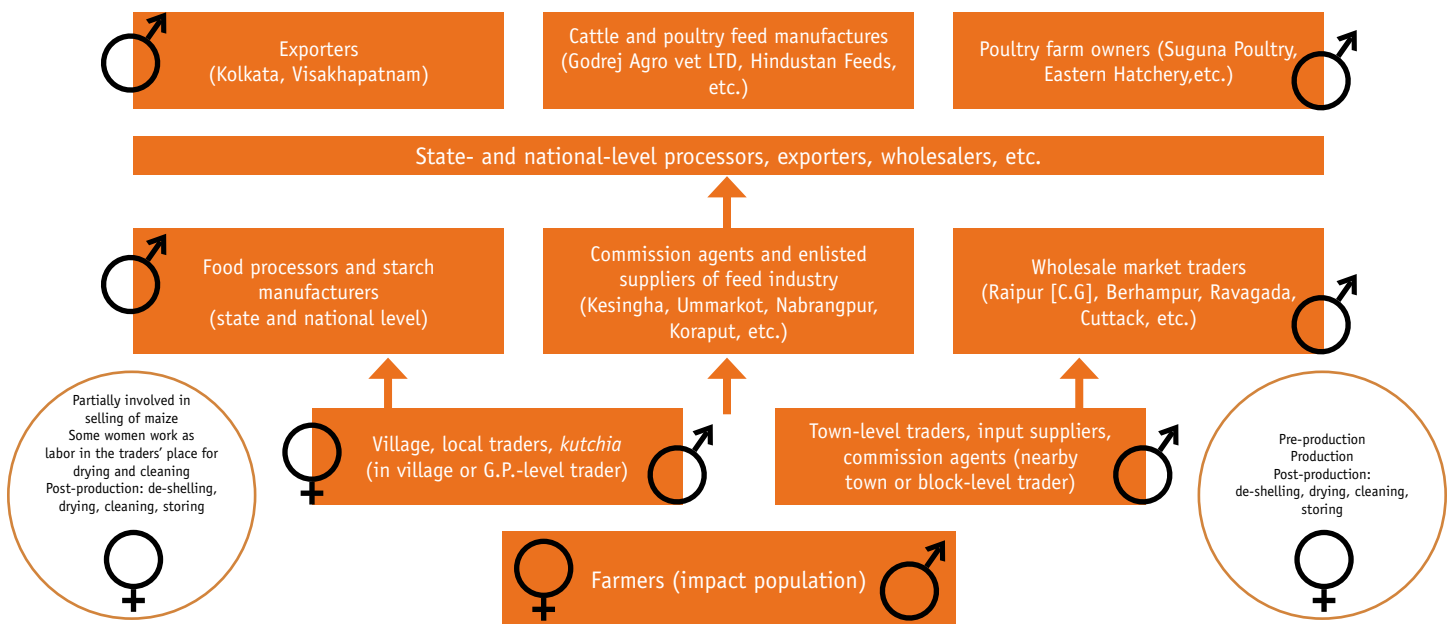 Exporters
(Kolkata, Visakhapatnam)
Cattle and poultry feed manufactures
(Godrej Agro vet LTD, Hindustan Feeds,
etc.)
Poultry farm owners (Suguna Poultry,
Eastern Hatchery,etc.)
State- and national-level processors, exporters, wholesalers, etc.
Food processors and starch
manufacturers
(state and national level)
Commission agents and enlisted
suppliers of feed industry
(Kesingha, Ummarkot, Nabrangpur,
Koraput, etc.)
Wholesale market traders
(Raipur [C.G], Berhampur, Ravagada,
Cuttack, etc.)
Partially involved in
selling of maize
Some women work as
labor in the traders’ place for
drying and cleaning
Post-production: de-shelling,
drying, cleaning, storing
Village, local traders, kutchia
(in village or G.P.-level trader)
Town-level traders, input suppliers,
commission agents (nearby
town or block-level trader)
Pre-production
Production
Post-production:
de-shelling, drying, cleaning,
storing
Farmers (impact population)